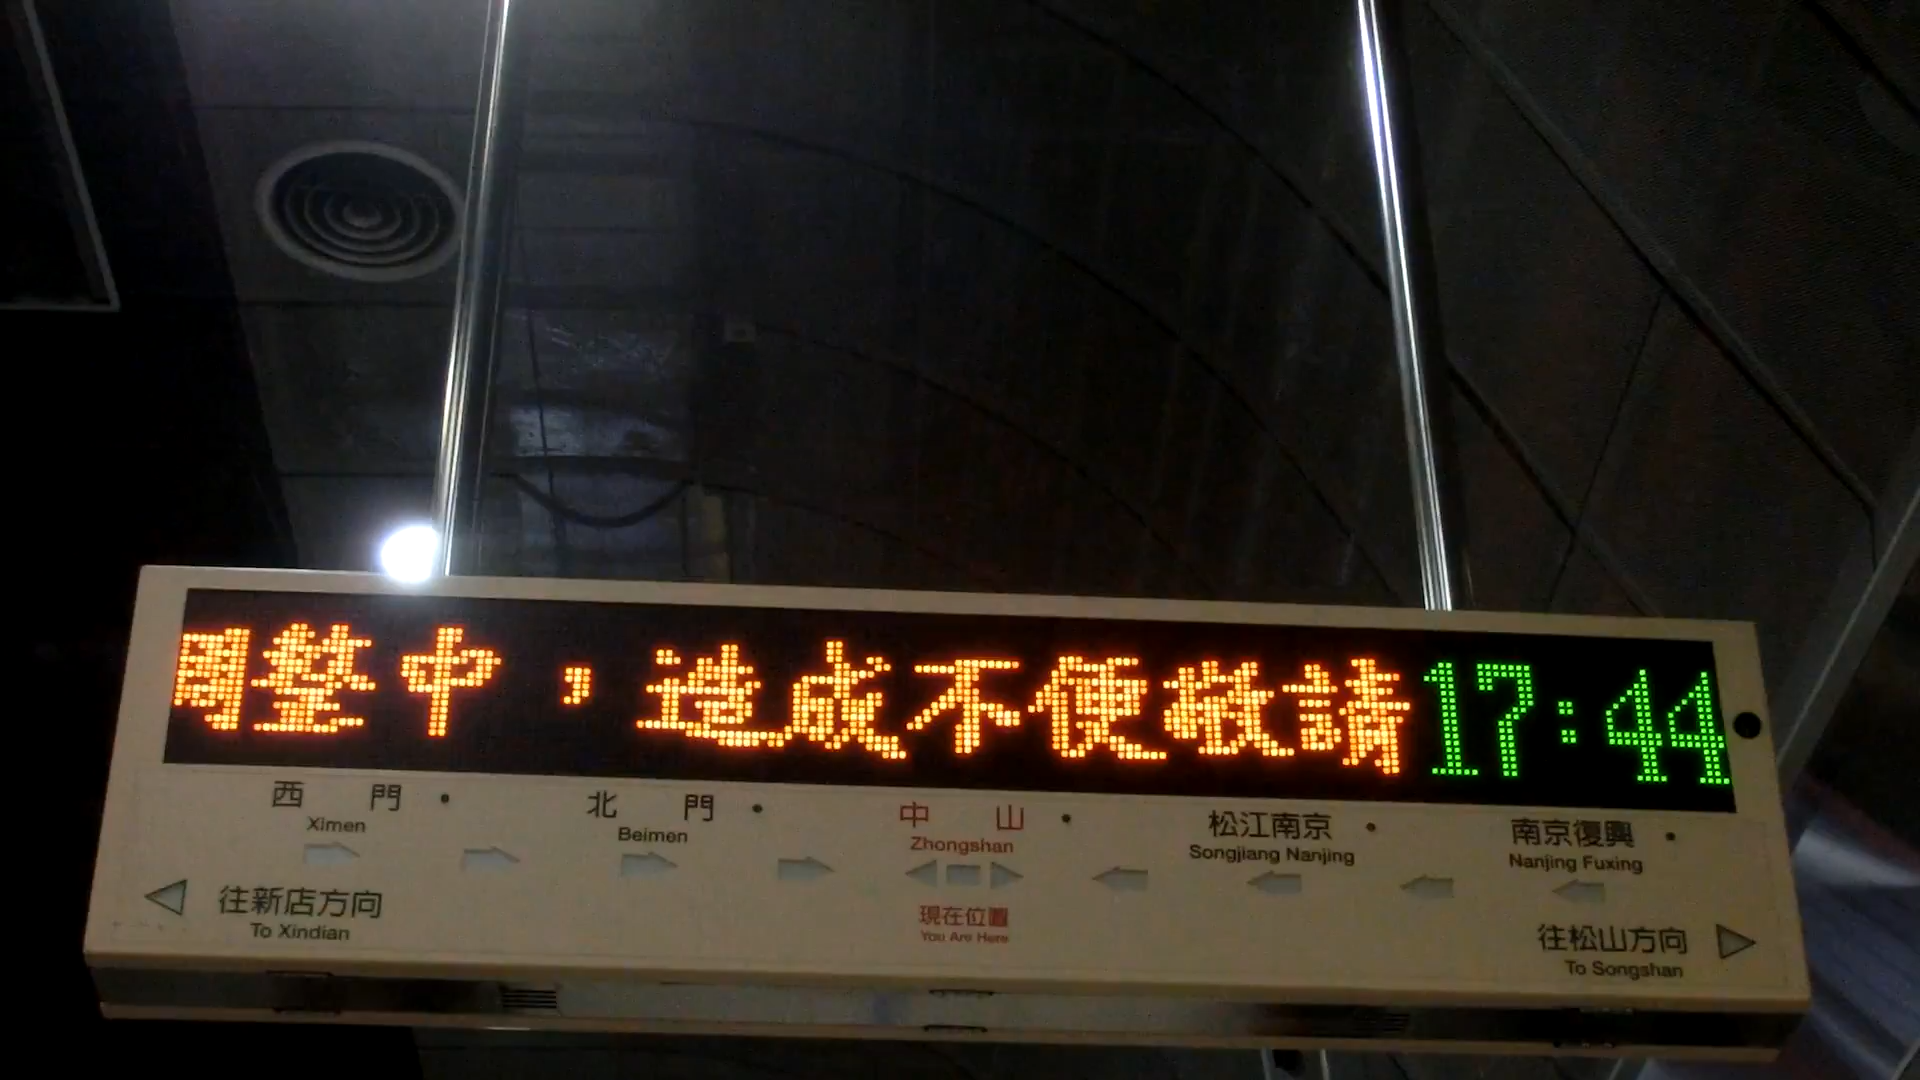 整中，造成不便敬請 17:44
西門 北門 中山 松江南京 南京復興
Ximen Beimen Zhongshan Songjiang Nanjing Nanjing Fuxing
往新店方向 現在位置 往松山方向
To Xindian You Are Here To Songshan